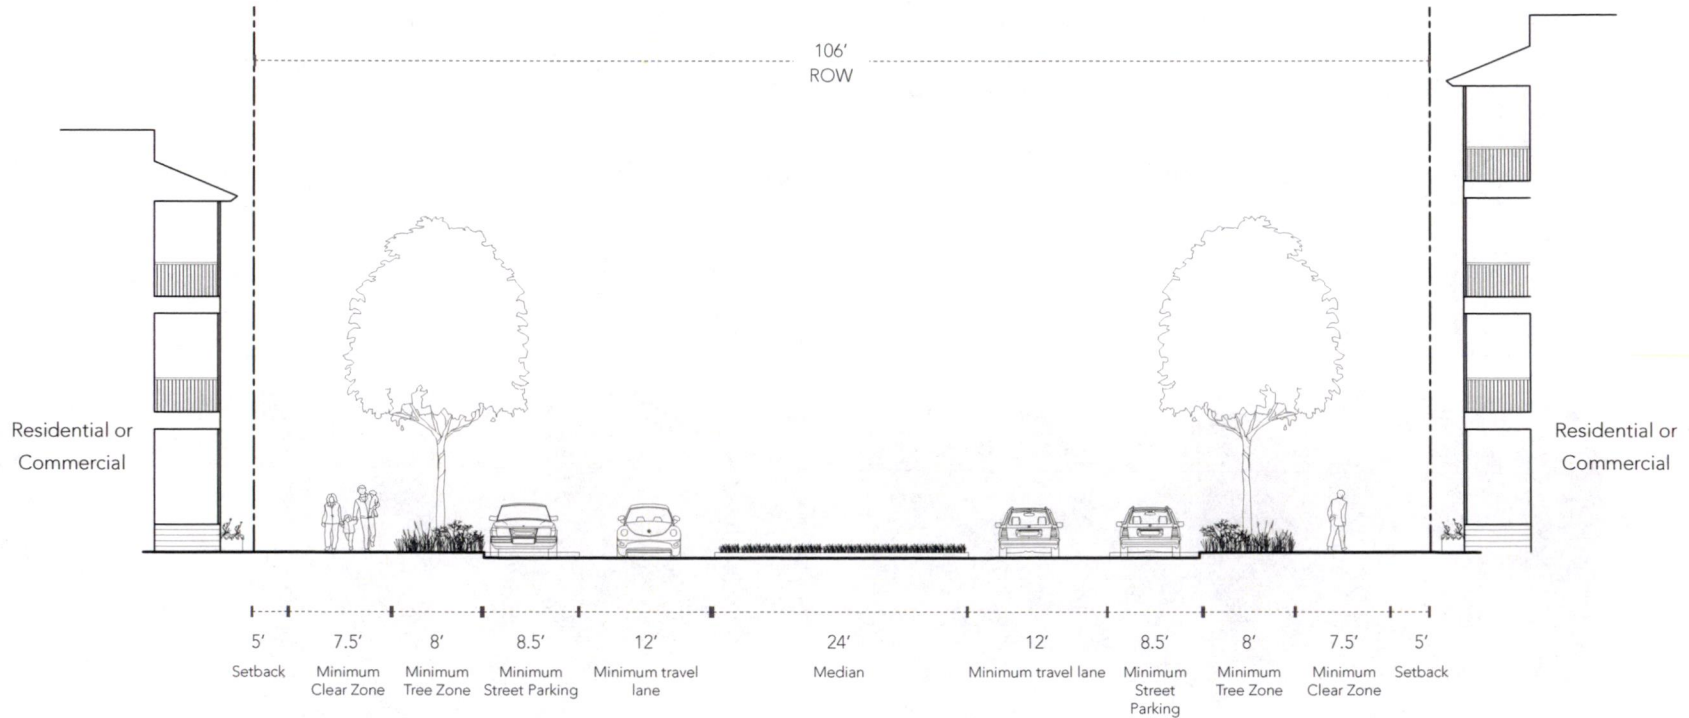 106'
ROW
Residential or
Commercial
Residential or
Commercial
5' 7.5' 8' 8.5' 12' 24' 12' 8.5' 8' 7.5' 5'
Setback Minimum Minimum Minimum Minimum travel Median Minimum travel lane Minimum Minimum Minimum Setback
Clear Zone Tree Zone Street Parking lane Street Tree Zone Clear Zone
Parking